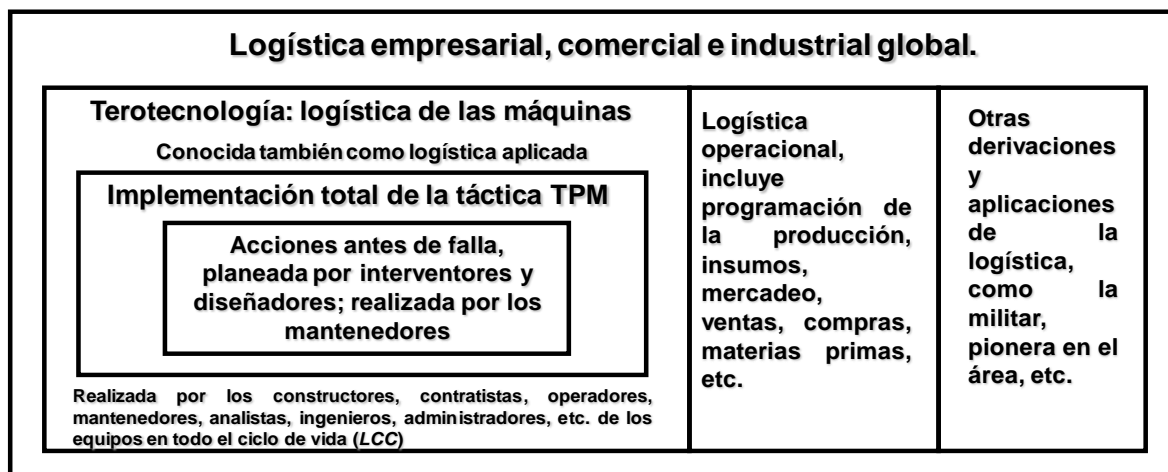 Logística empresarial, comercial e industrial global.
Terotecnología: logística de las máquinas
Conocida también como logística aplicada
Implementación total de la táctica TPM
Acciones antes de falla,
planeada por interventores y
diseñadores; realizada por los
mantenedores
Realizada por los constructores, contratistas, operadores,
mantenedores, analistas, ingenieros, administradores, etc. de los
equipos en todo el ciclo de vida (LCC)
Logística
operacional,
incluye
programación de
la producción,
insumos,
mercadeo,
ventas, compras,
materias primas,
etc.
Otras
derivaciones
y
aplicaciones
de la
logística,
como la
militar,
pionera en el
área, etc.